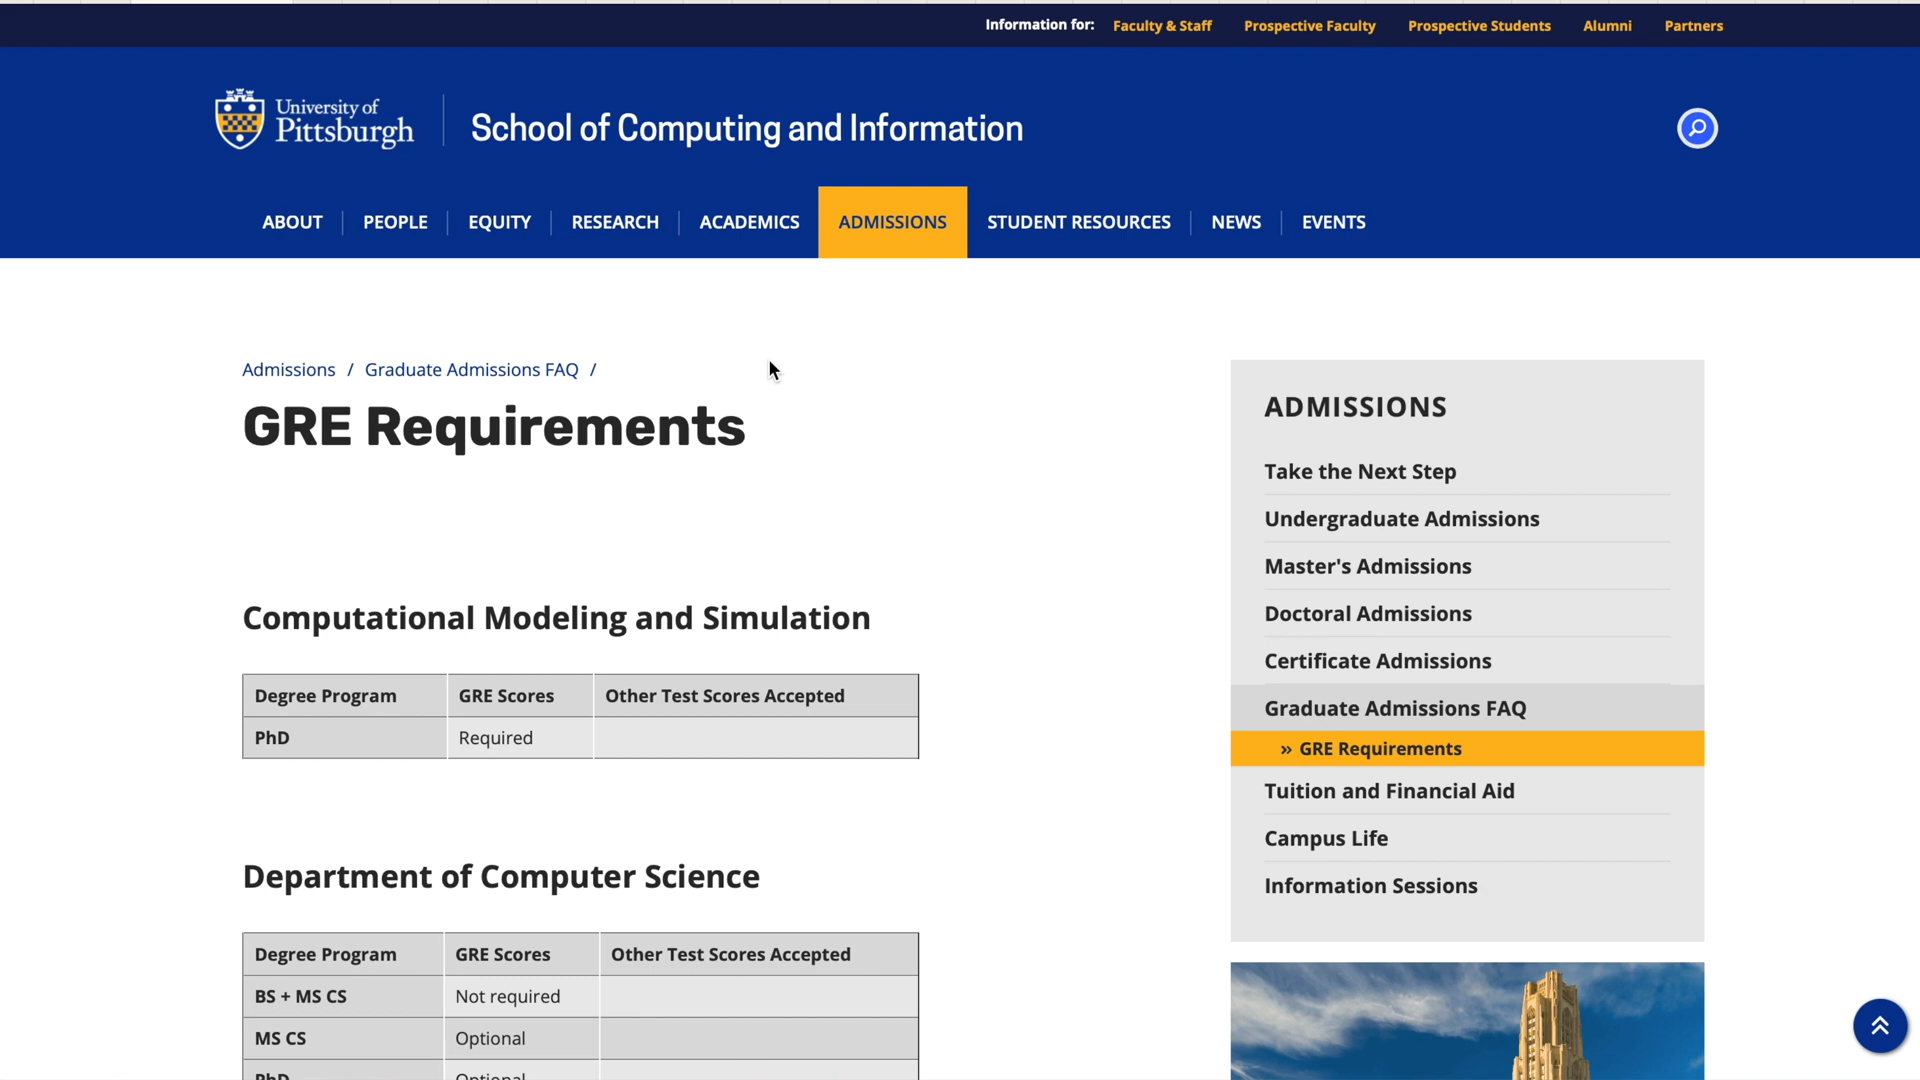 Information for: Faculty & Staff Prospective Faculty Prospective Students Alumni Partners
University of Pittsburgh
School of Computing and Information
ABOUT PEOPLE EQUITY RESEARCH ACADEMICS ADMISSIONS STUDENT RESOURCES NEWS EVENTS
Admissions / Graduate Admissions FAQ /
GRE Requirements
Computational Modeling and Simulation
Degree Program GRE Scores Other Test Scores Accepted
PhD Required
Department of Computer Science
Degree Program GRE Scores Other Test Scores Accepted
BS + MS CS Not required
MS CS Optional
PhD Optional
ADMISSIONS
Take the Next Step
Undergraduate Admissions
Master's Admissions
Doctoral Admissions
Certificate Admissions
Graduate Admissions FAQ
» GRE Requirements
Tuition and Financial Aid
Campus Life
Information Sessions